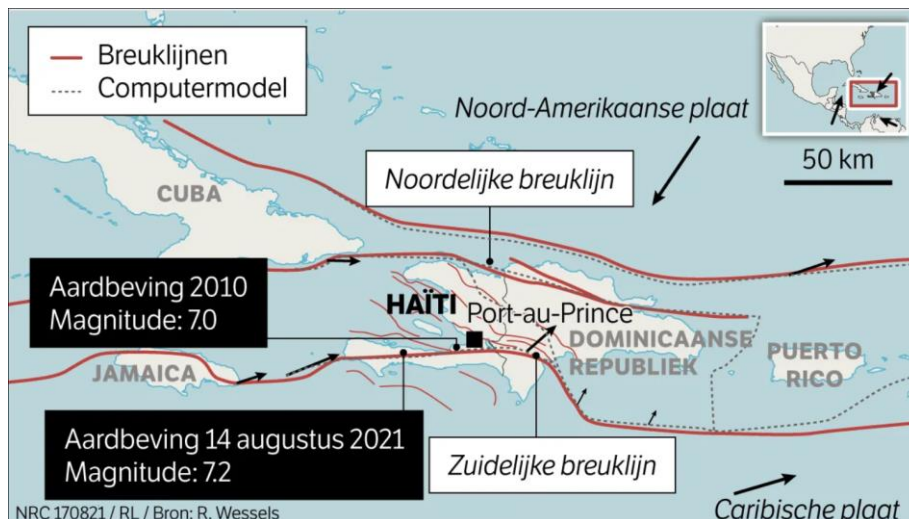 Breuklijnen
Computermodel
Noord-Amerikaanse plaat
50 km
CUBA
Noordelijke breuklijn
Aardbeving 2010
Magnitude: 7.0
HAÏTI
Port-au-Prince
DOMINICAANSE
REPUBLIEK
PUERTO
RICO
JAMAICA
Aardbeving 14 augustus 2021
Magnitude: 7.2
Zuidelijke breuklijn
Caribische plaat
NRC 170821 / RL / Bron: R. Wessels